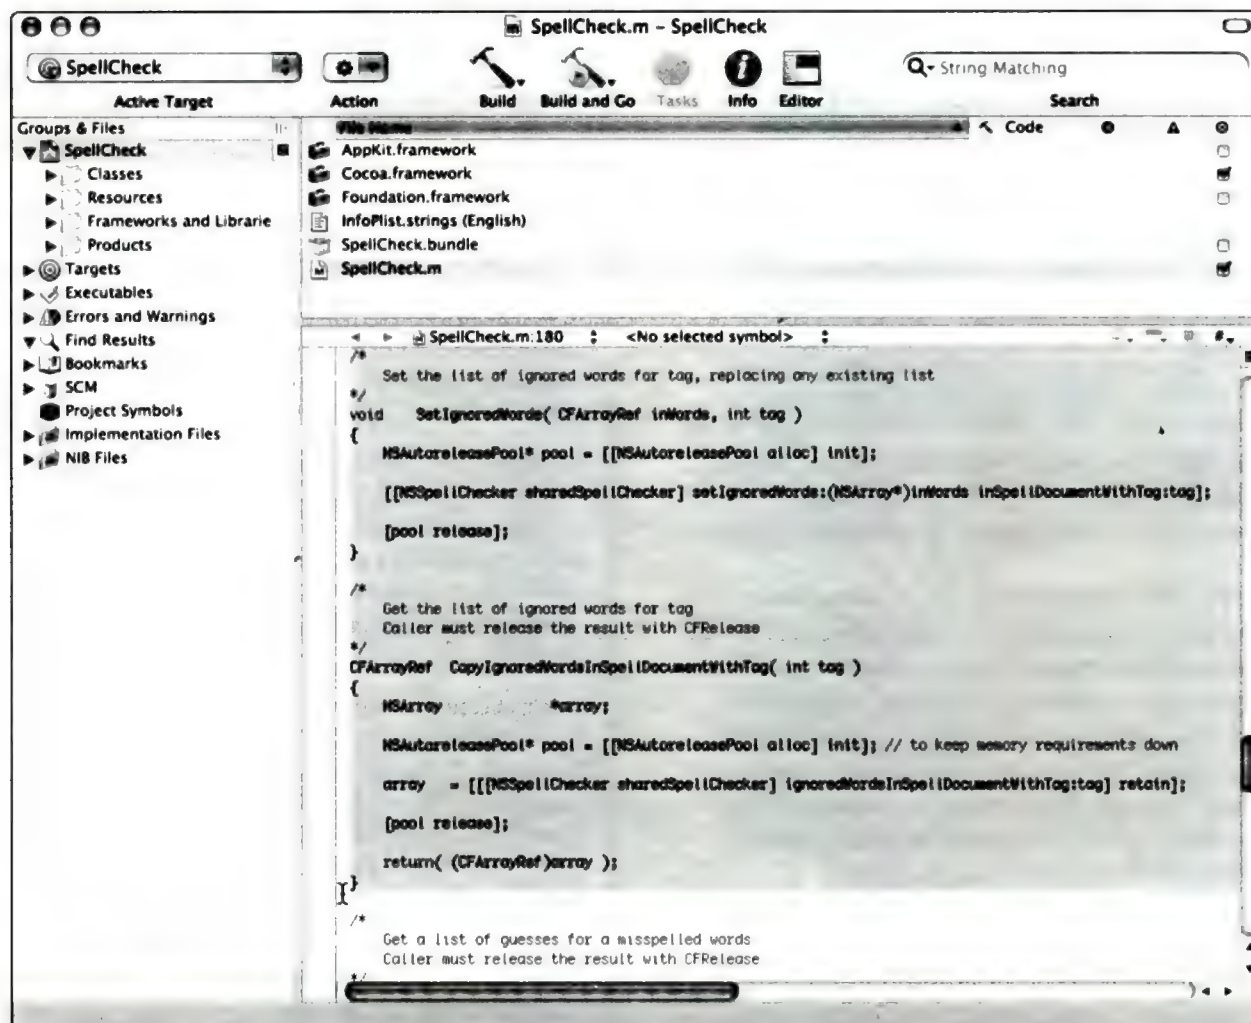 SpellCheck.m – SpellCheck
SpellCheck
Active Target
Action
Build
Build and Go
Tasks
Info
Editor
String Matching
Search
Groups & Files
SpellCheck
Classes
Resources
Frameworks and Librarie
Products
Targets
Executables
Errors and Warnings
Find Results
Bookmarks
SCM
Project Symbols
Implementation Files
NIB Files
File Name
Code
AppKit.framework
Cocoa.framework
Foundation.framework
InfoPlist.strings (English)
SpellCheck.bundle
SpellCheck.m
SpellCheck.m:180 <No selected symbol>
/*
Set the list of ignored words for tag, replacing any existing list
*/
void SetIgnoredWords( CFArrayRef inWords, int tag )
{
NSAutoreleasePool* pool = [[NSAutoreleasePool alloc] init];
[[NSSpellChecker sharedSpellChecker] setIgnoredWords:(NSArray*)inWords inSpellDocumentWithTag:tag];
[pool release];
}
/*
Get the list of ignored words for tag
Caller must release the result with CFRelease
*/
CFArrayRef CopyIgnoredWordsInSpellDocumentWithTag( int tag )
{
NSArray *array;
NSAutoreleasePool* pool = [[NSAutoreleasePool alloc] init]; // to keep memory requirements down
array = [[[NSSpellChecker sharedSpellChecker] ignoredWordsInSpellDocumentWithTag:tag] retain];
[pool release];
return( (CFArrayRef)array );
}
/*
Get a list of guesses for a misspelled words
Caller must release the result with CFRelease
*/